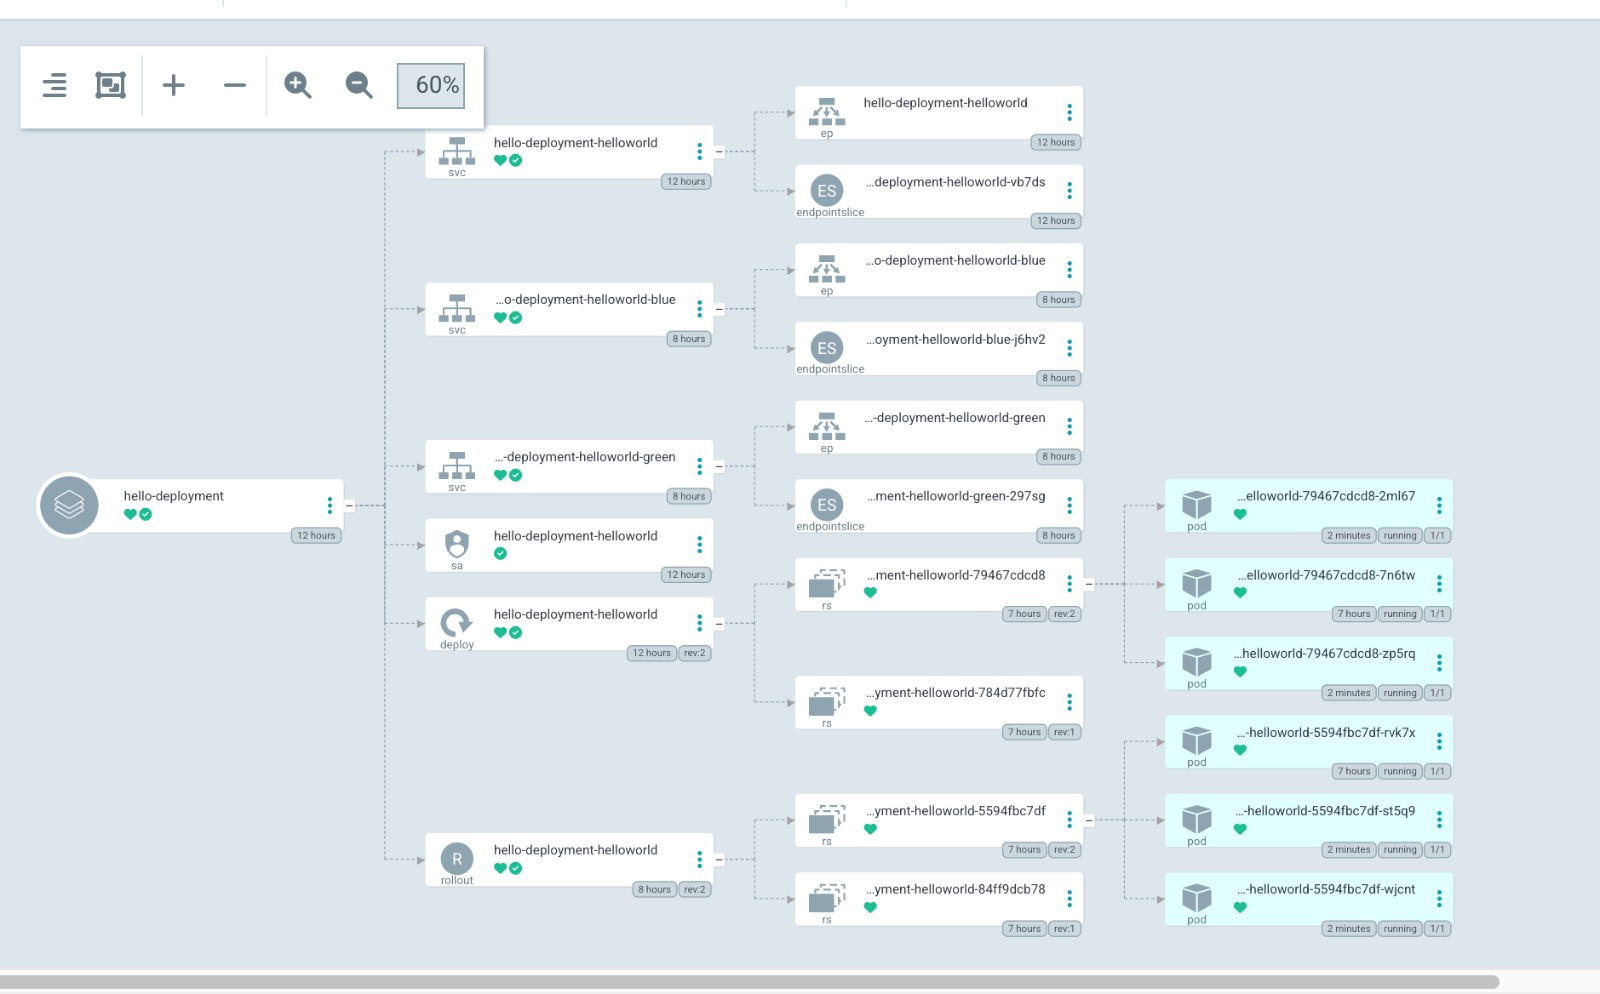 60%
hello-deployment
12 hours
hello-deployment-helloworld
svc
12 hours
...o-deployment-helloworld-blue
svc
8 hours
...-deployment-helloworld-green
svc
8 hours
hello-deployment-helloworld
sa
12 hours
hello-deployment-helloworld
deploy
12 hours rev:2
R
hello-deployment-helloworld
rollout
8 hours rev:2
hello-deployment-helloworld
ep
12 hours
ES
...deployment-helloworld-vb7ds
endpointslice
12 hours
...o-deployment-helloworld-blue
ep
8 hours
ES
...oyment-helloworld-blue-j6hv2
endpointslice
8 hours
...-deployment-helloworld-green
ep
8 hours
ES
...ment-helloworld-green-297sg
endpointslice
8 hours
...ment-helloworld-79467cdcd8
rs
7 hours rev:2
...yment-helloworld-784d77fbfc
rs
7 hours rev:1
...yment-helloworld-5594fbc7df
rs
7 hours rev:2
...yment-helloworld-84ff9dcb78
rs
7 hours rev:1
...elloworld-79467cdcd8-2ml67
pod
2 minutes running 1/1
...elloworld-79467cdcd8-7n6tw
pod
7 hours running 1/1
...helloworld-79467cdcd8-zp5rq
pod
2 minutes running 1/1
...-helloworld-5594fbc7df-rvk7x
pod
7 hours running 1/1
...-helloworld-5594fbc7df-st5q9
pod
2 minutes running 1/1
...-helloworld-5594fbc7df-wjcnt
pod
2 minutes running 1/1